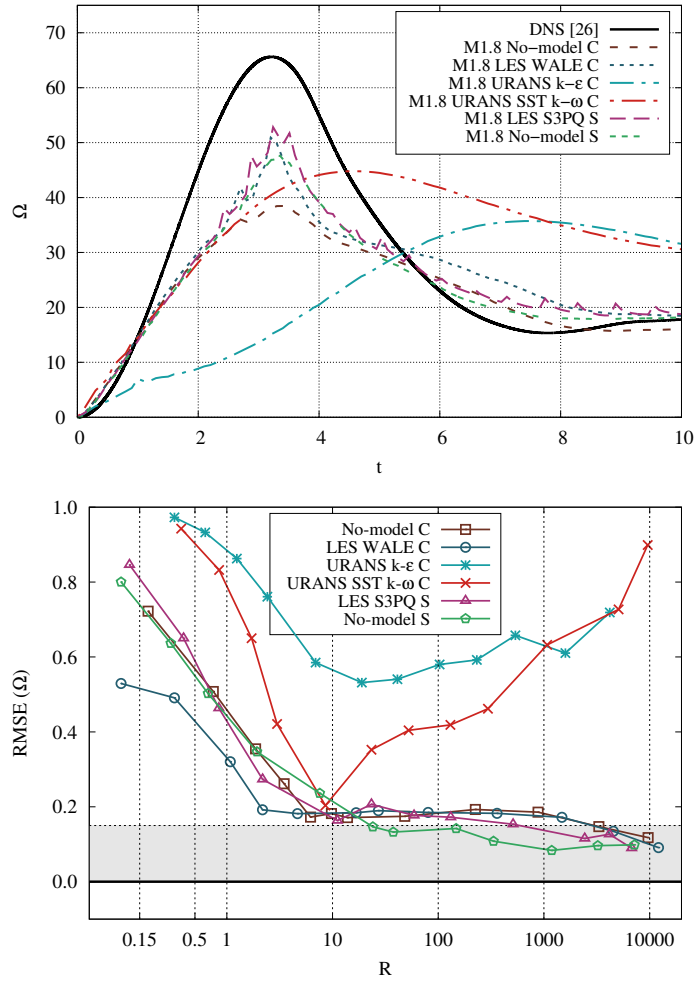 DNS [26]
M1.8 No−model C
M1.8 LES WALE C
M1.8 URANS k−ε C
M1.8 URANS SST k−ω C
M1.8 LES S3PQ S
M1.8 No−model S
Ω
70
60
50
40
30
20
10
0
0 2 4 6 8 10
t
No-model C
LES WALE C
URANS k-ε C
URANS SST k-ω C
LES S3PQ S
No-model S
RMSE (Ω)
1.0
0.8
0.6
0.4
0.2
0.0
0.15 0.5 1 10 100 1000 10000
R